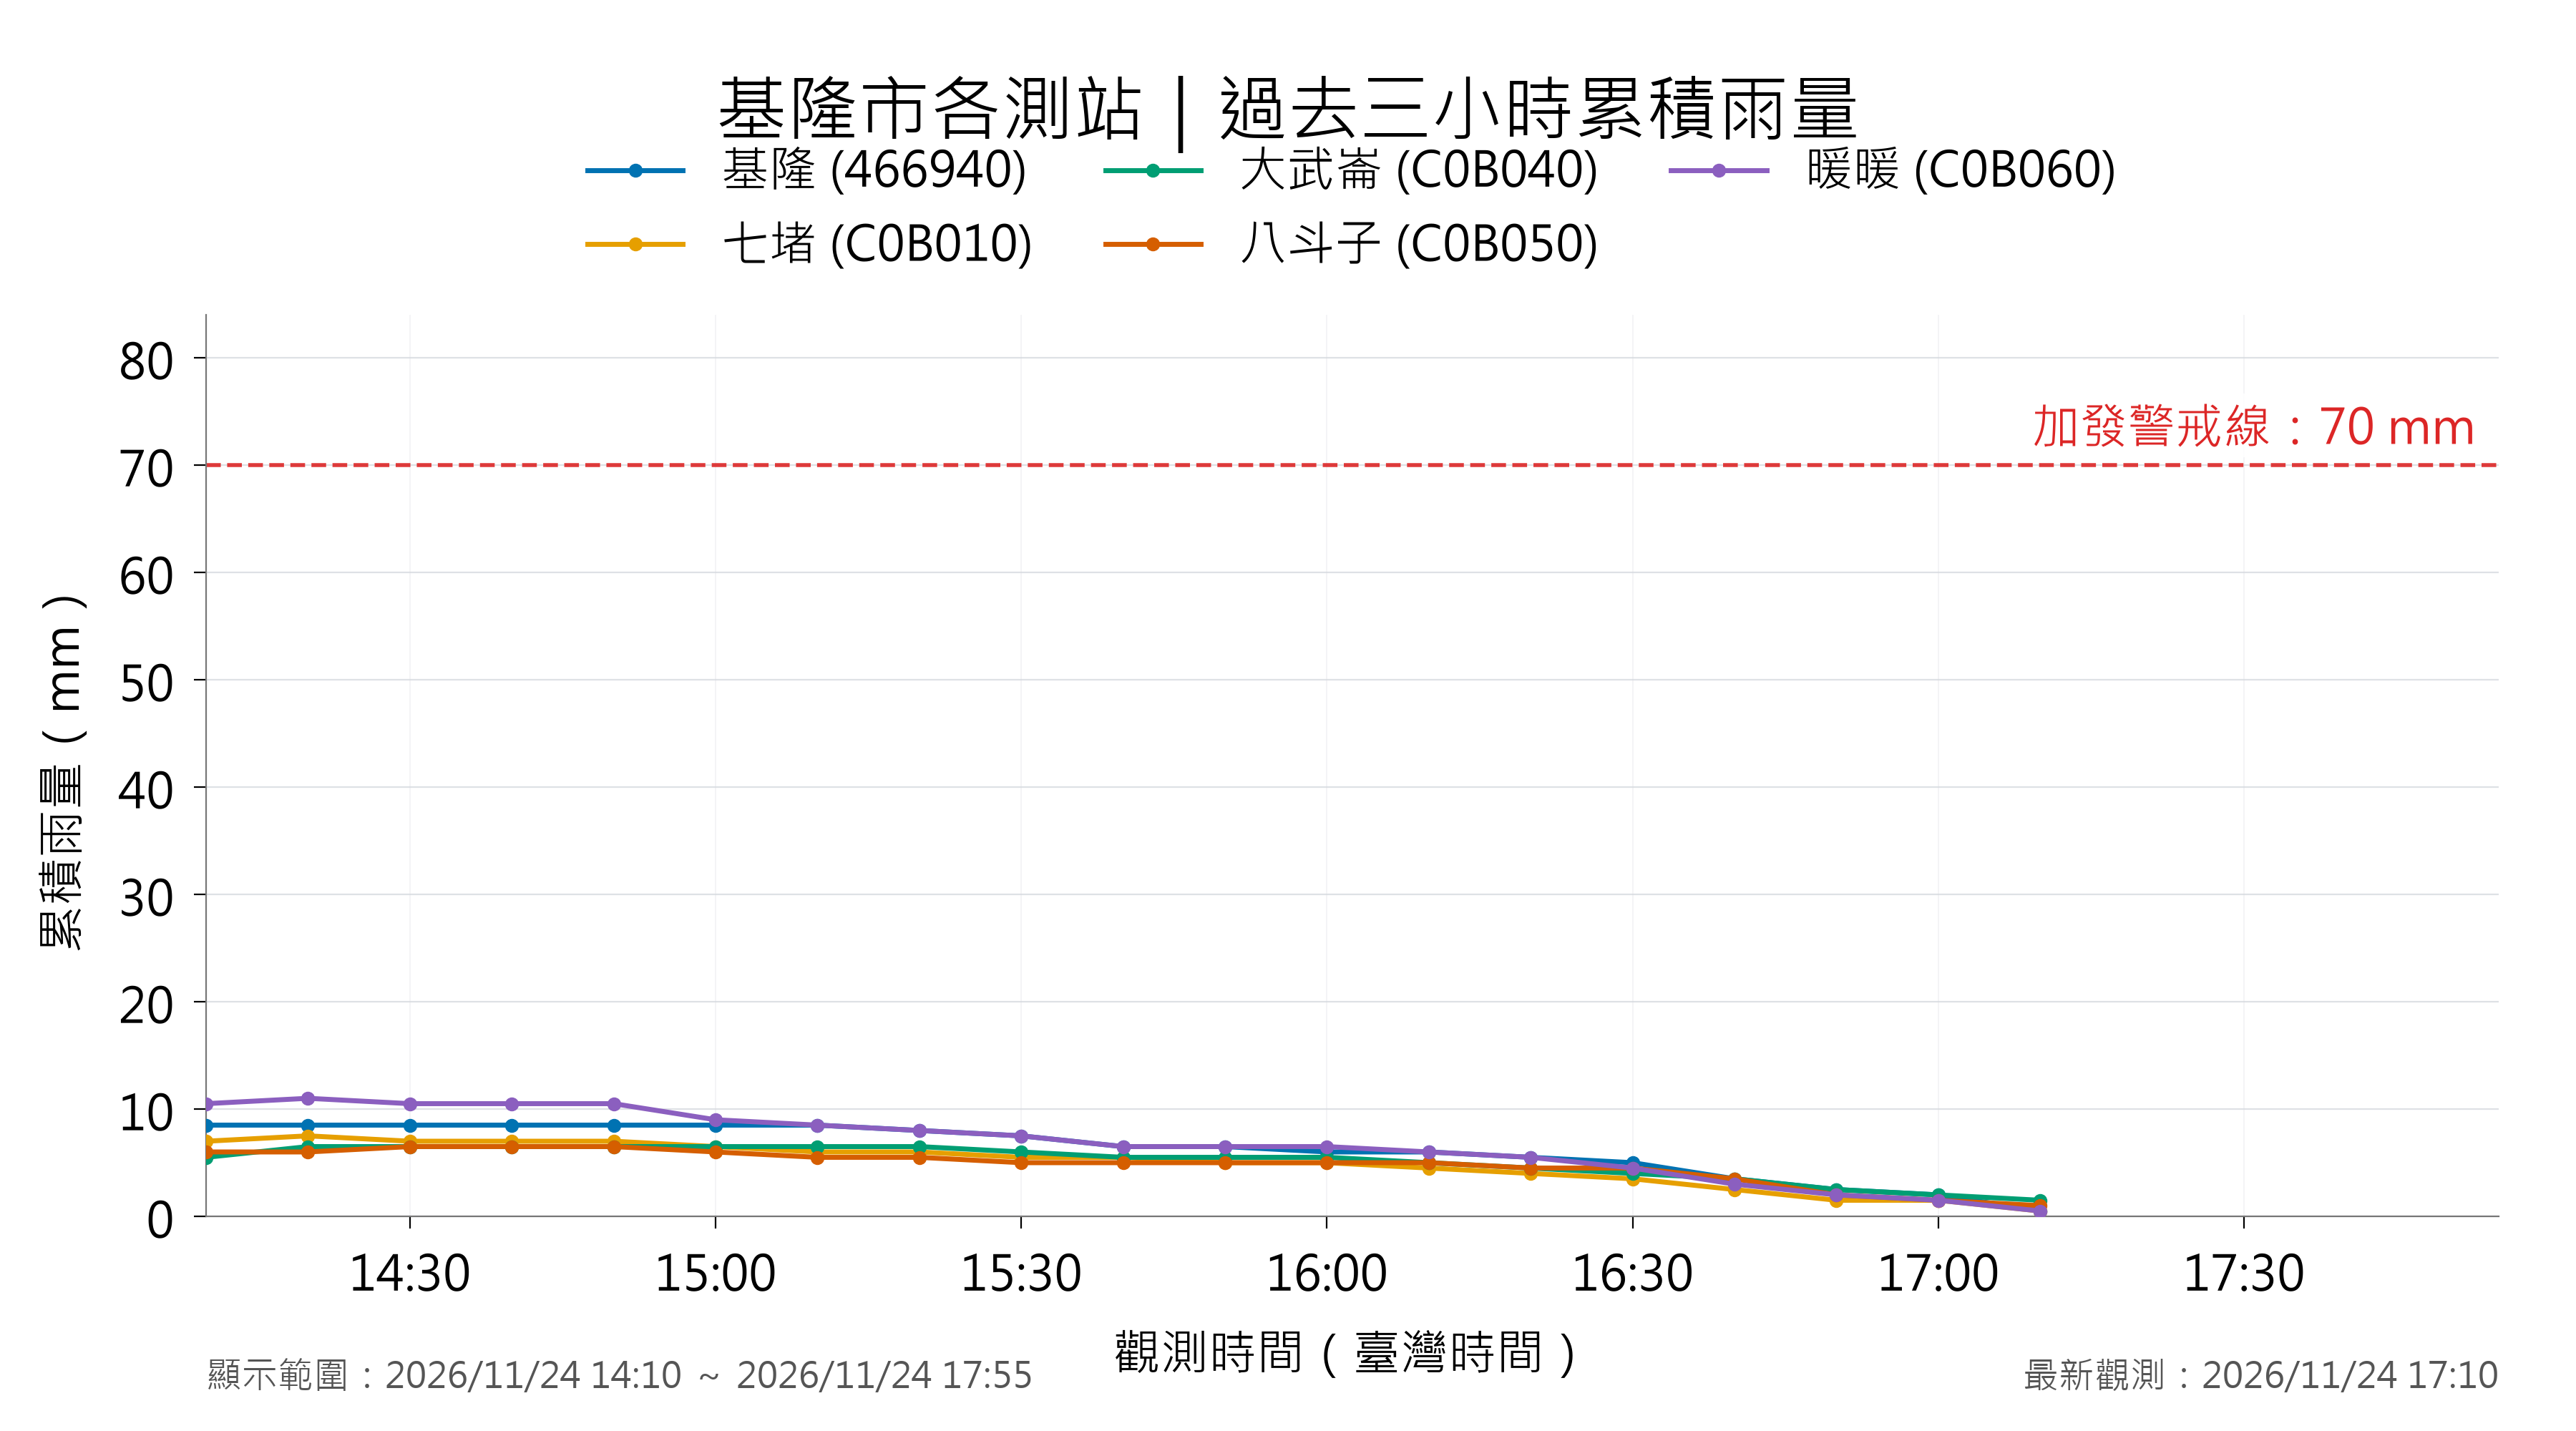 基隆市各測站｜過去三小時累積雨量
基隆 (466940)
大武崙 (C0B040)
暖暖 (C0B060)
七堵 (C0B010)
八斗子 (C0B050)
80
加發警戒線：70 mm
70
60
50
40
30
20
10
0
累積雨量（mm）
14:30
15:00
15:30
16:00
16:30
17:00
17:30
觀測時間（臺灣時間）
顯示範圍：2026/11/24 14:10 ~ 2026/11/24 17:55
最新觀測：2026/11/24 17:10